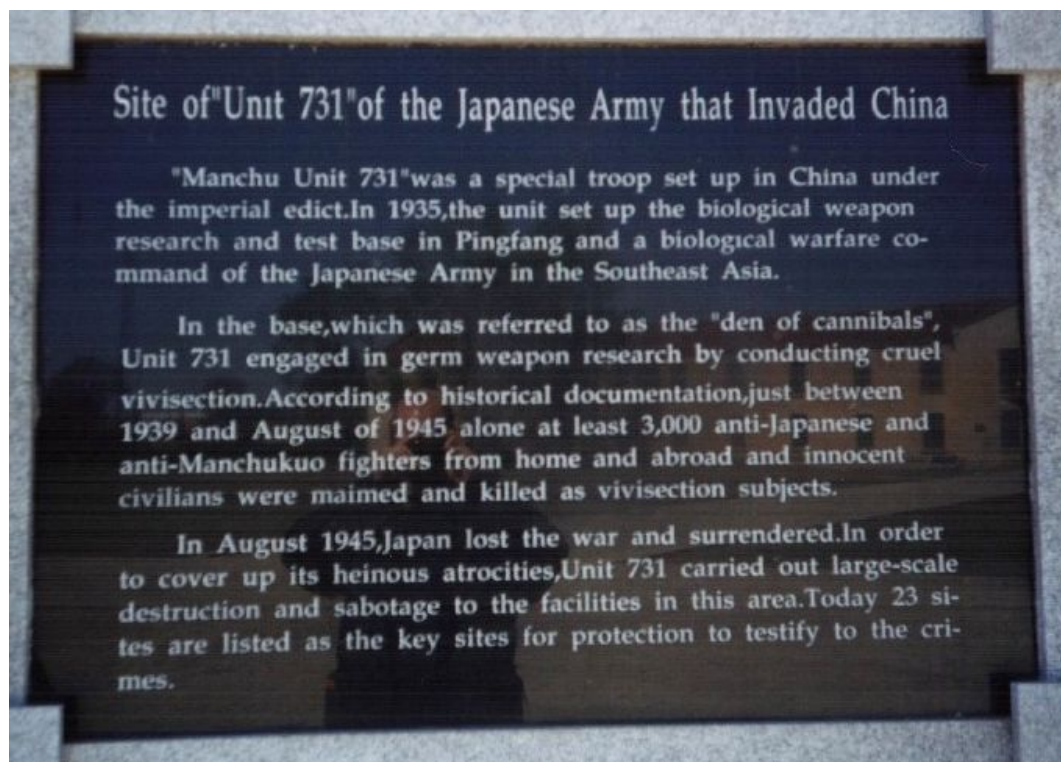 Site of"Unit 731"of the Japanese Army that Invaded China
"Manchu Unit 731"was a special troop set up in China under
the imperial edict.In 1935,the unit set up the biological weapon
research and test base in Pingfang and a biological warfare co-
mmand of the Japanese Army in the Southeast Asia.
In the base,which was referred to as the "den of cannibals",
Unit 731 engaged in germ weapon research by conducting cruel
vivisection.According to historical documentation,just between
1939 and August of 1945 alone at least 3,000 anti-Japanese and
anti-Manchukuo fighters from home and abroad and innocent
civilians were maimed and killed as vivisection subjects.
In August 1945,Japan lost the war and surrendered.In order
to cover up its heinous atrocities,Unit 731 carried out large-scale
destruction and sabotage to the facilities in this area.Today 23 si-
tes are listed as the key sites for protection to testify to the cri-
mes.